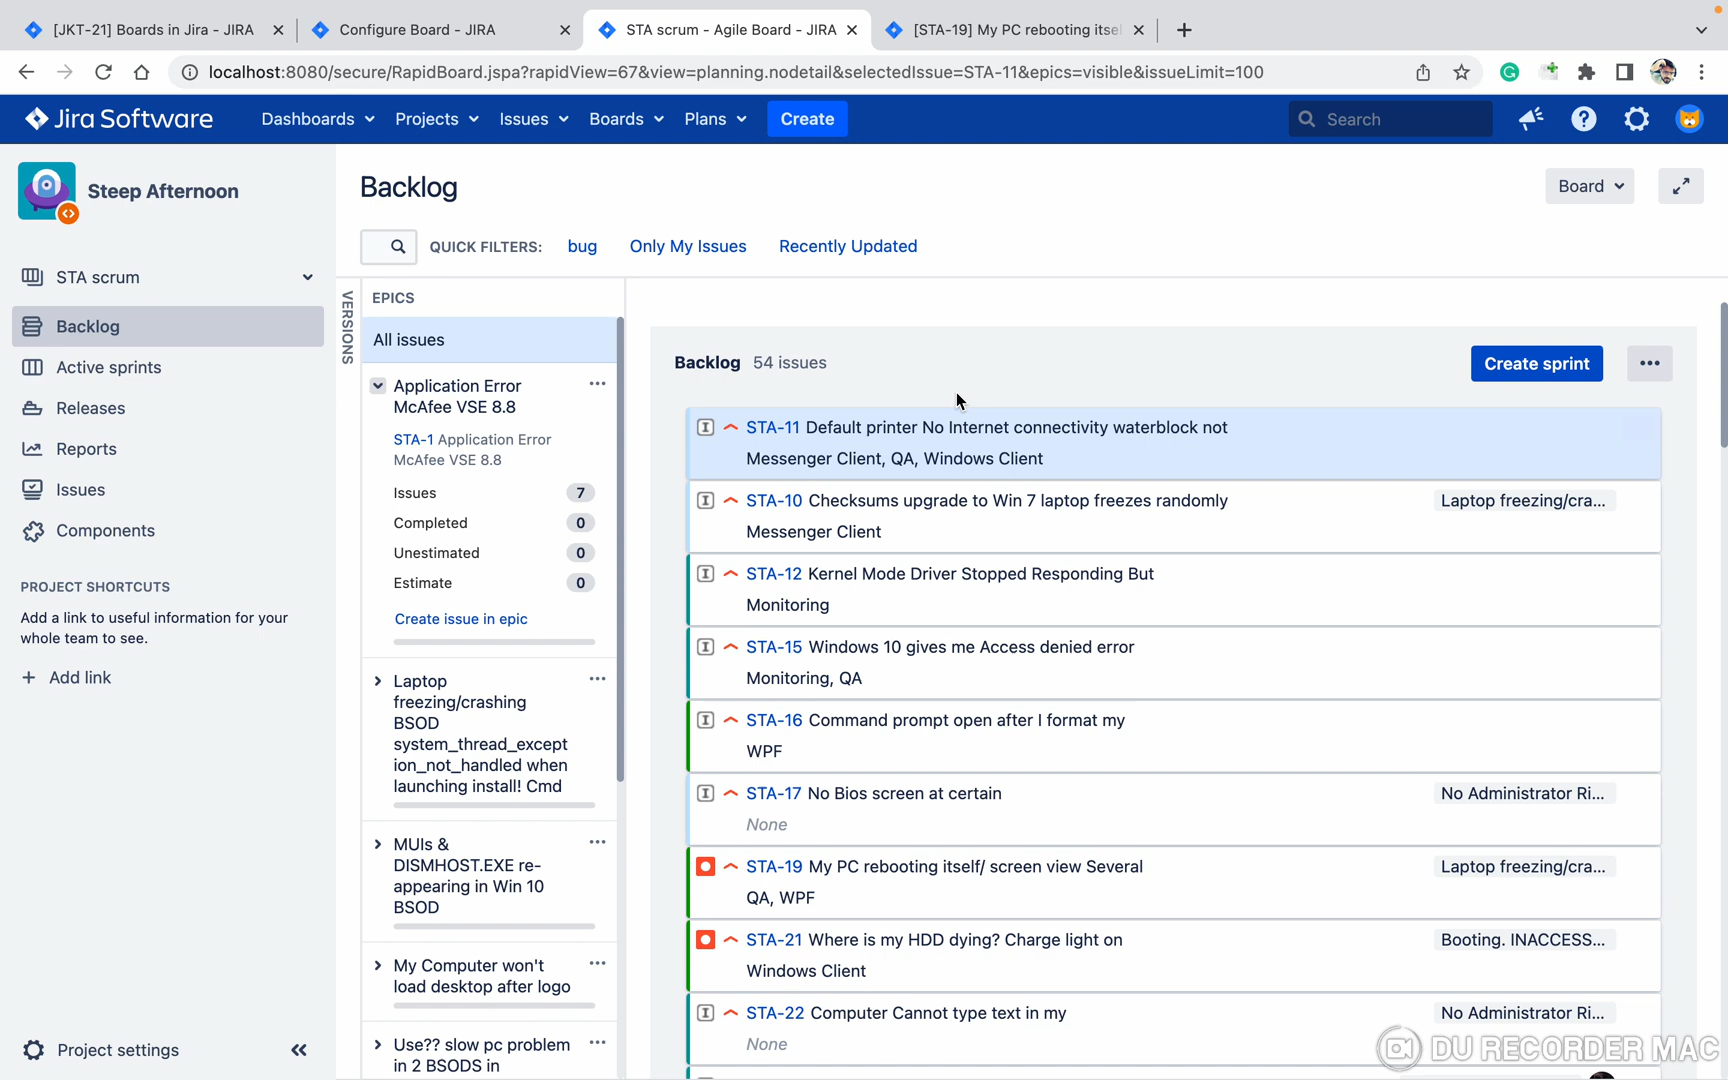 [JKT-21] Boards in Jira - JIRA
Configure Board - JIRA
STA scrum - Agile Board - JIRA
[STA-19] My PC rebooting itse
localhost:8080/secure/RapidBoard.jspa?rapidView=67&view=planning.nodetail&selectedIssue=STA-11&epics=visible&issueLimit=100
Jira Software
Dashboards
Projects
Issues
Boards
Plans
Create
Search
Steep Afternoon
STA scrum
Backlog
Active sprints
Releases
Reports
Issues
Components
PROJECT SHORTCUTS
Add a link to useful information for your
whole team to see.
+ Add link
Project settings
Backlog
Board
QUICK FILTERS:
bug
Only My Issues
Recently Updated
VERSIONS
EPICS
All issues
Application Error
McAfee VSE 8.8
STA-1 Application Error
McAfee VSE 8.8
Issues 7
Completed 0
Unestimated 0
Estimate 0
Create issue in epic
Laptop
freezing/crashing
BSOD
system_thread_except
ion_not_handled when
launching install! Cmd
MUIs &
DISMHOST.EXE re-
appearing in Win 10
BSOD
My Computer won't
load desktop after logo
Use?? slow pc problem
in 2 BSODS in
Backlog 54 issues
Create sprint
STA-11 Default printer No Internet connectivity waterblock not
Messenger Client, QA, Windows Client
STA-10 Checksums upgrade to Win 7 laptop freezes randomly
Laptop freezing/cra...
Messenger Client
STA-12 Kernel Mode Driver Stopped Responding But
Monitoring
STA-15 Windows 10 gives me Access denied error
Monitoring, QA
STA-16 Command prompt open after I format my
WPF
STA-17 No Bios screen at certain
No Administrator Ri...
None
STA-19 My PC rebooting itself/ screen view Several
Laptop freezing/cra...
QA, WPF
STA-21 Where is my HDD dying? Charge light on
Booting. INACCESS...
Windows Client
STA-22 Computer Cannot type text in my
No Administrator Ri...
None
DU RECORDER MAC